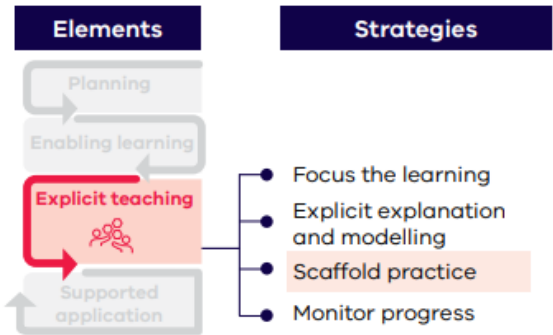 Elements
Strategies
Planning
Enabling learning
Explicit teaching
Supported
application
Focus the learning
Explicit explanation
and modelling
Scaffold practice
Monitor progress